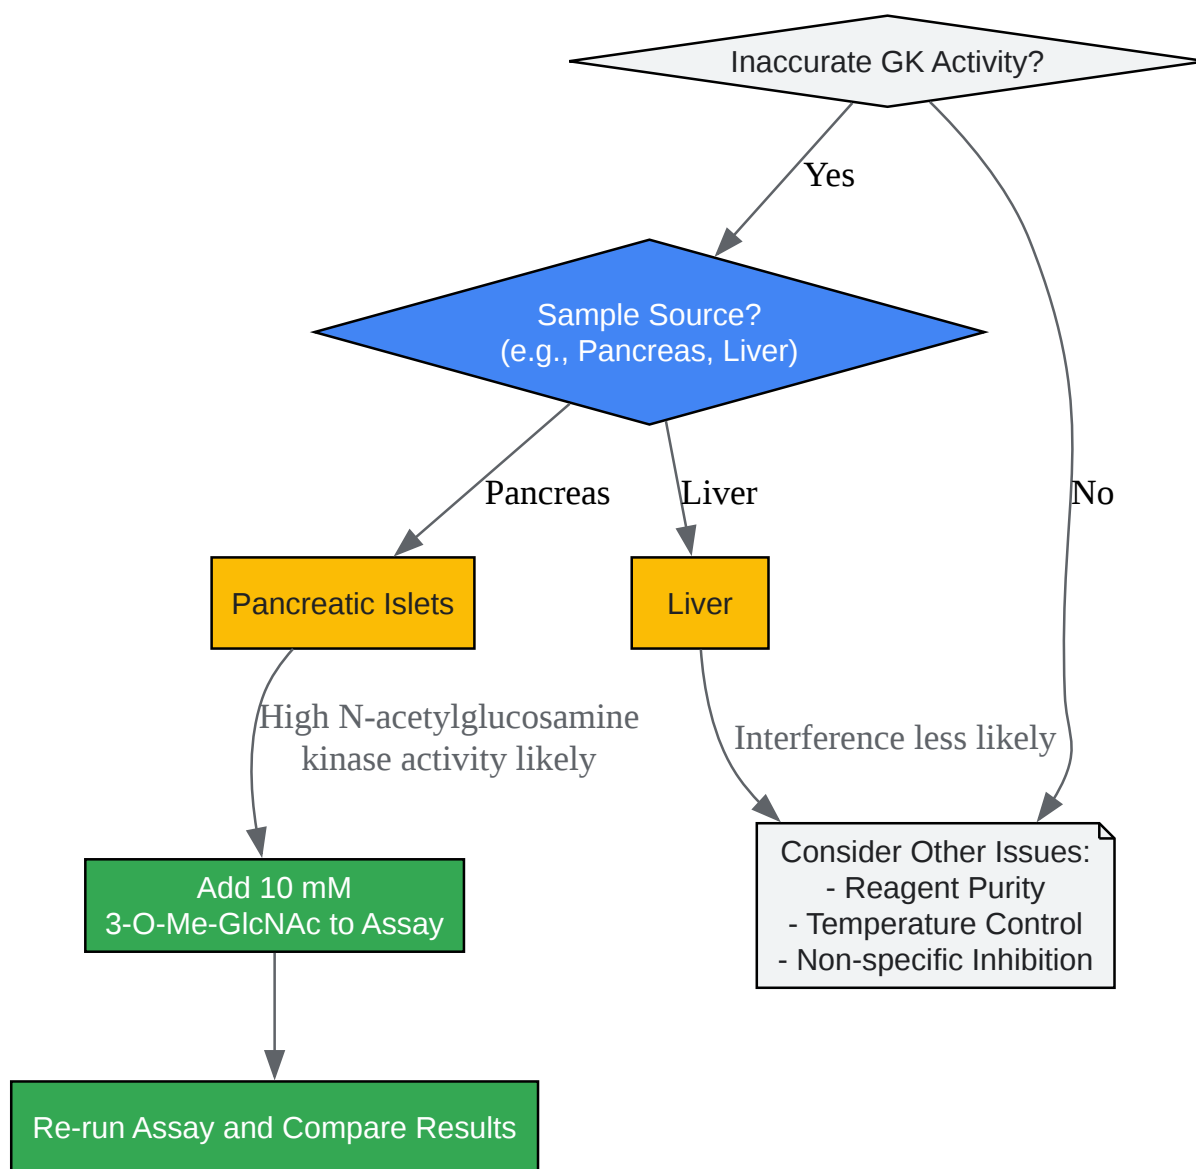 Inaccurate GK Activity?
Yes
Sample Source?
(e.g., Pancreas, Liver)
Pancreas
Liver
No
Pancreatic Islets
Liver
High N-acetylglucosamine
kinase activity likely
Interference less likely
Add 10 mM
3-O-Me-GlcNAc to Assay
Consider Other Issues:
- Reagent Purity
- Temperature Control
- Non-specific Inhibition
Re-run Assay and Compare Results